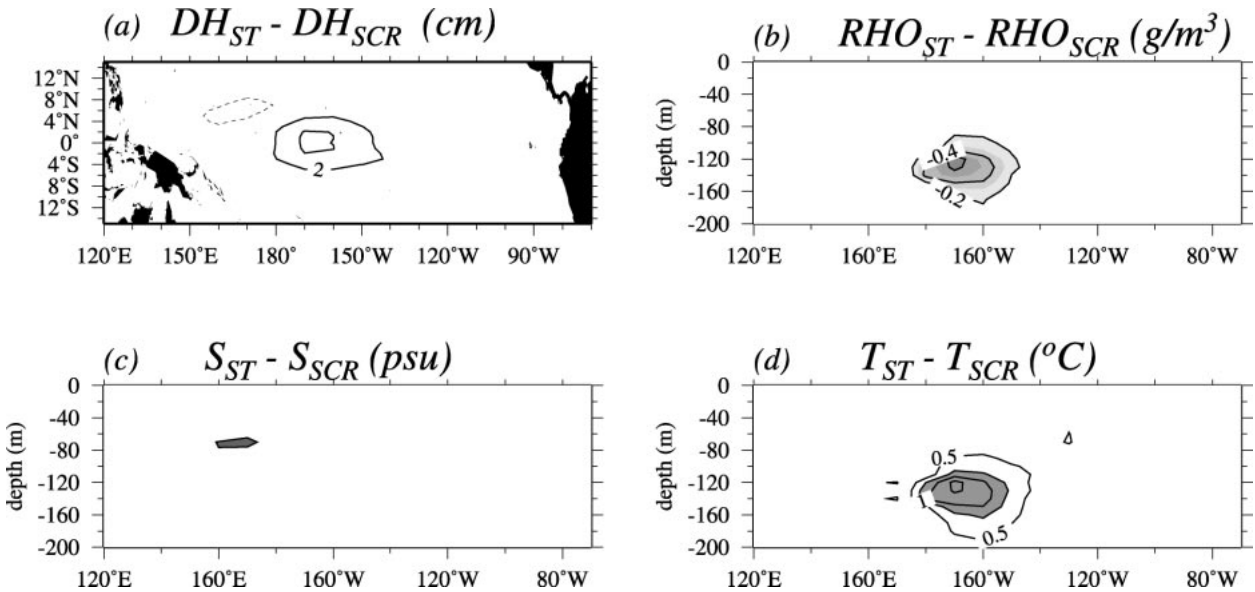 (a) DH_ST - DH_SCR (cm)
12°N
8°N
4°N
0°
4°S
8°S
12°S
2
120°E 150°E 180° 150°W 120°W 90°W
(b) RHO_ST - RHO_SCR (g/m³)
depth (m)
0
-40
-80
-120
-160
-200
-0.4
-0.2
120°E 160°E 160°W 120°W 80°W
(c) S_ST - S_SCR (psu)
depth (m)
0
-40
-80
-120
-160
-200
120°E 160°E 160°W 120°W 80°W
(d) T_ST - T_SCR (°C)
depth (m)
0
-40
-80
-120
-160
-200
0.5
0.5
120°E 160°E 160°W 120°W 80°W